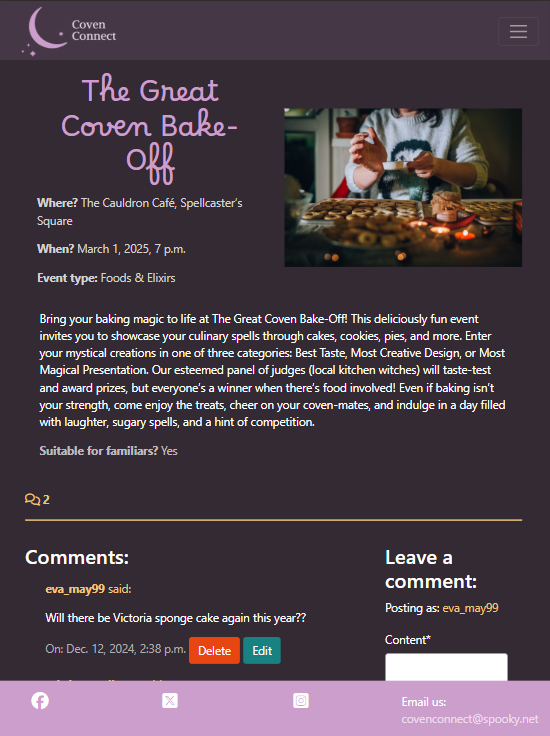 Coven
Connect
The Great
Coven Bake-
Off
Where? The Cauldron Café, Spellcaster's
Square
When? March 1, 2025, 7 p.m.
Event type: Foods & Elixirs
Bring your baking magic to life at The Great Coven Bake-Off! This deliciously fun event
invites you to showcase your culinary spells through cakes, cookies, pies, and more. Enter
your mystical creations in one of three categories: Best Taste, Most Creative Design, or Most
Magical Presentation. Our esteemed panel of judges (local kitchen witches) will taste-test
and award prizes, but everyone's a winner when there's food involved! Even if baking isn't
your strength, come enjoy the treats, cheer on your coven-mates, and indulge in a day filled
with laughter, sugary spells, and a hint of competition.
Suitable for familiars? Yes
2
Comments:
eva_may99 said:
Will there be Victoria sponge cake again this year??
On: Dec. 12, 2024, 2:38 p.m. Delete Edit
Leave a
comment:
Posting as: eva_may99
Content*
Email us:
covenconnect@spooky.net